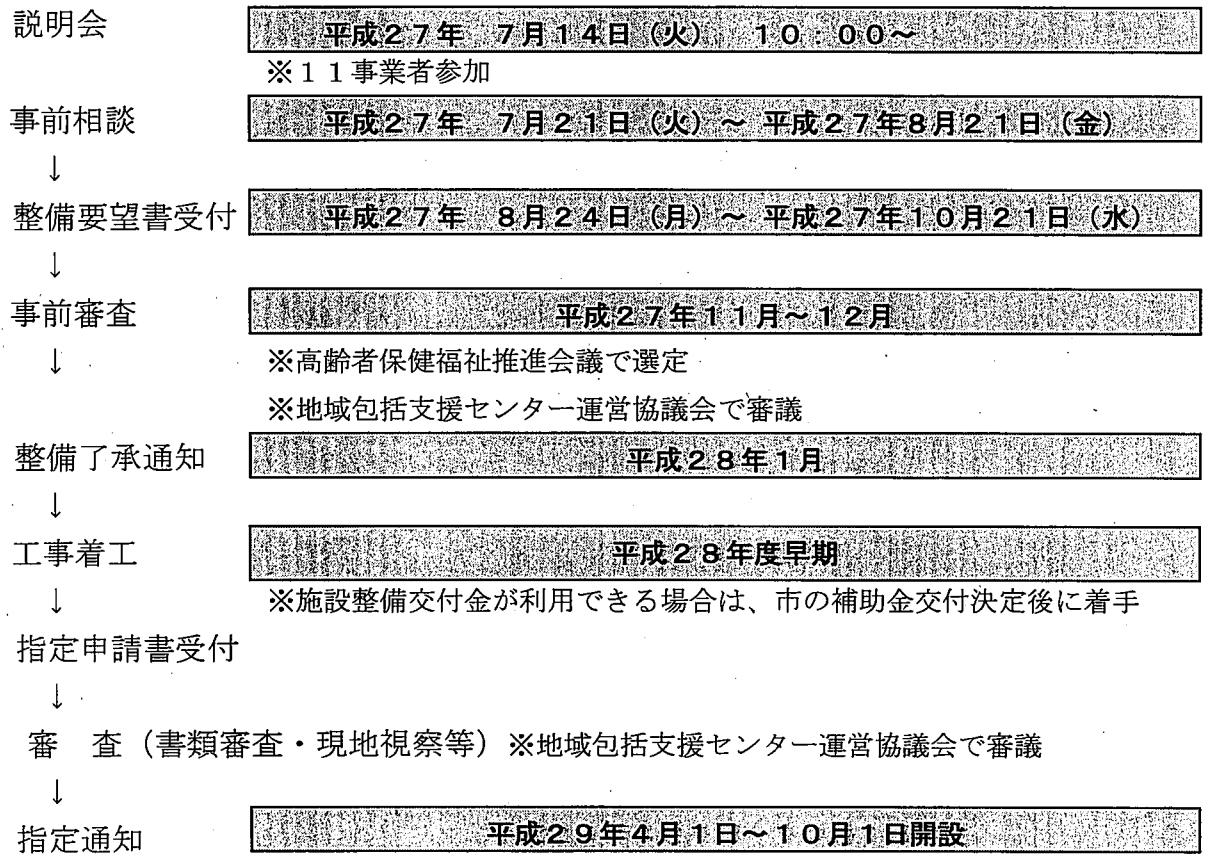 説明会 平成27年 7月14日（火） 10：00～
※11事業者参加
事前相談 平成27年 7月21日（火）～ 平成27年8月21日（金）
↓
整備要望書受付 平成27年 8月24日（月）～ 平成27年10月21日（水）
↓
事前審査 平成27年11月～12月
↓ ※高齢者保健福祉推進会議で選定
※地域包括支援センター運営協議会で審議
整備了承通知 平成28年1月
↓
工事着工 平成28年度早期
↓ ※施設整備交付金が利用できる場合は、市の補助金交付決定後に着手
指定申請書受付
↓
審 査（書類審査・現地視察等）※地域包括支援センター運営協議会で審議
↓
指定通知 平成29年4月1日～10月1日開設